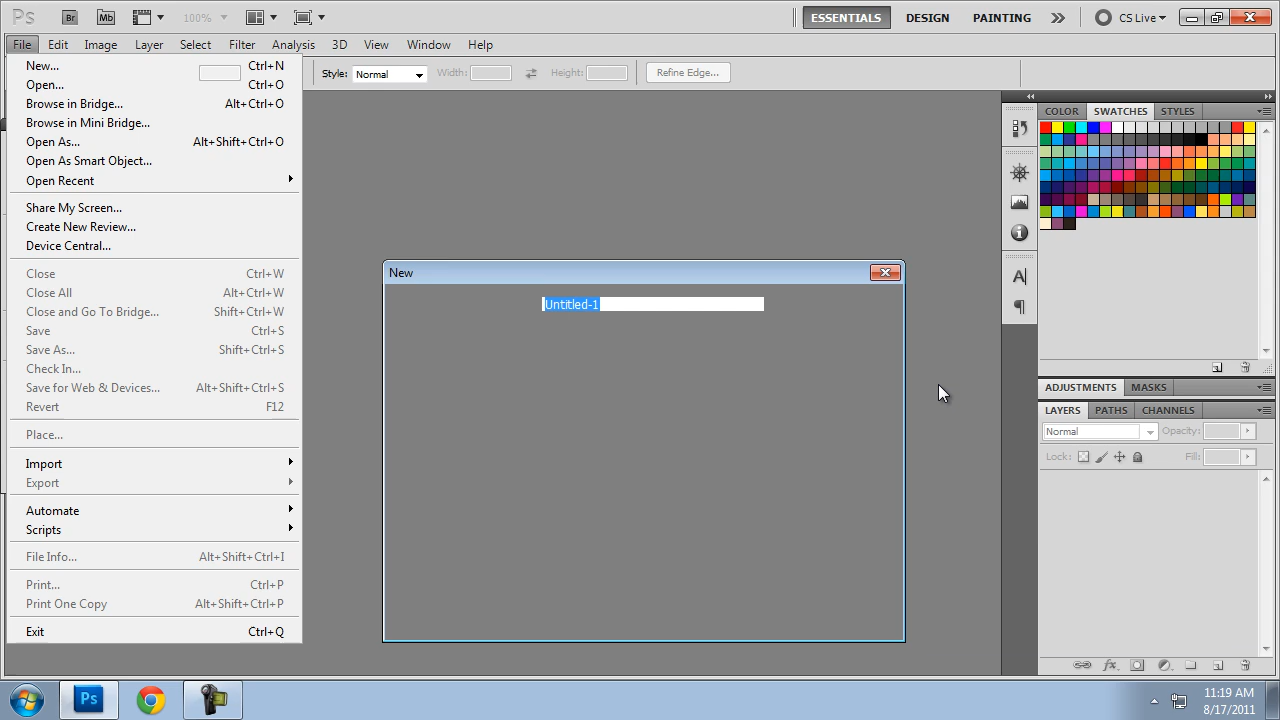 Ps Br Mb 100% ESSENTIALS DESIGN PAINTING CS Live
File Edit Image Layer Select Filter Analysis 3D View Window Help
New... Ctrl+N
Open... Ctrl+O
Browse in Bridge... Alt+Ctrl+O
Browse in Mini Bridge...
Open As... Alt+Shift+Ctrl+O
Open As Smart Object...
Open Recent
Share My Screen...
Create New Review...
Device Central...
Close Ctrl+W
Close All Alt+Ctrl+W
Close and Go To Bridge... Shift+Ctrl+W
Save Ctrl+S
Save As... Shift+Ctrl+S
Check In...
Save for Web & Devices... Alt+Shift+Ctrl+S
Revert F12
Place...
Import
Export
Automate
Scripts
File Info... Alt+Shift+Ctrl+I
Print... Ctrl+P
Print One Copy Alt+Shift+Ctrl+P
Exit Ctrl+Q
Style: Normal Width: Height: Refine Edge...
New
Untitled-1
COLOR SWATCHES STYLES
ADJUSTMENTS MASKS
LAYERS PATHS CHANNELS
Normal Opacity:
Lock: Fill:
Ps
11:19 AM
8/17/2011